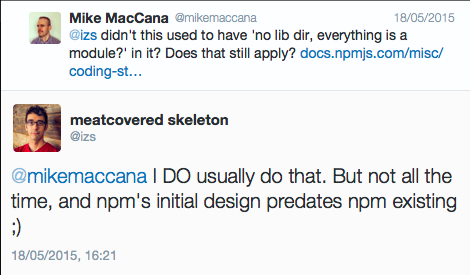 Mike MacCana @mikemaccana 18/05/2015
@izs didn't this used to have 'no lib dir, everything is a
module?' in it? Does that still apply? docs.npmjs.com/misc/
coding-st…
meatcovered skeleton
@izs
@mikemaccana I DO usually do that. But not all the
time, and npm's initial design predates npm existing
;)
18/05/2015, 16:21